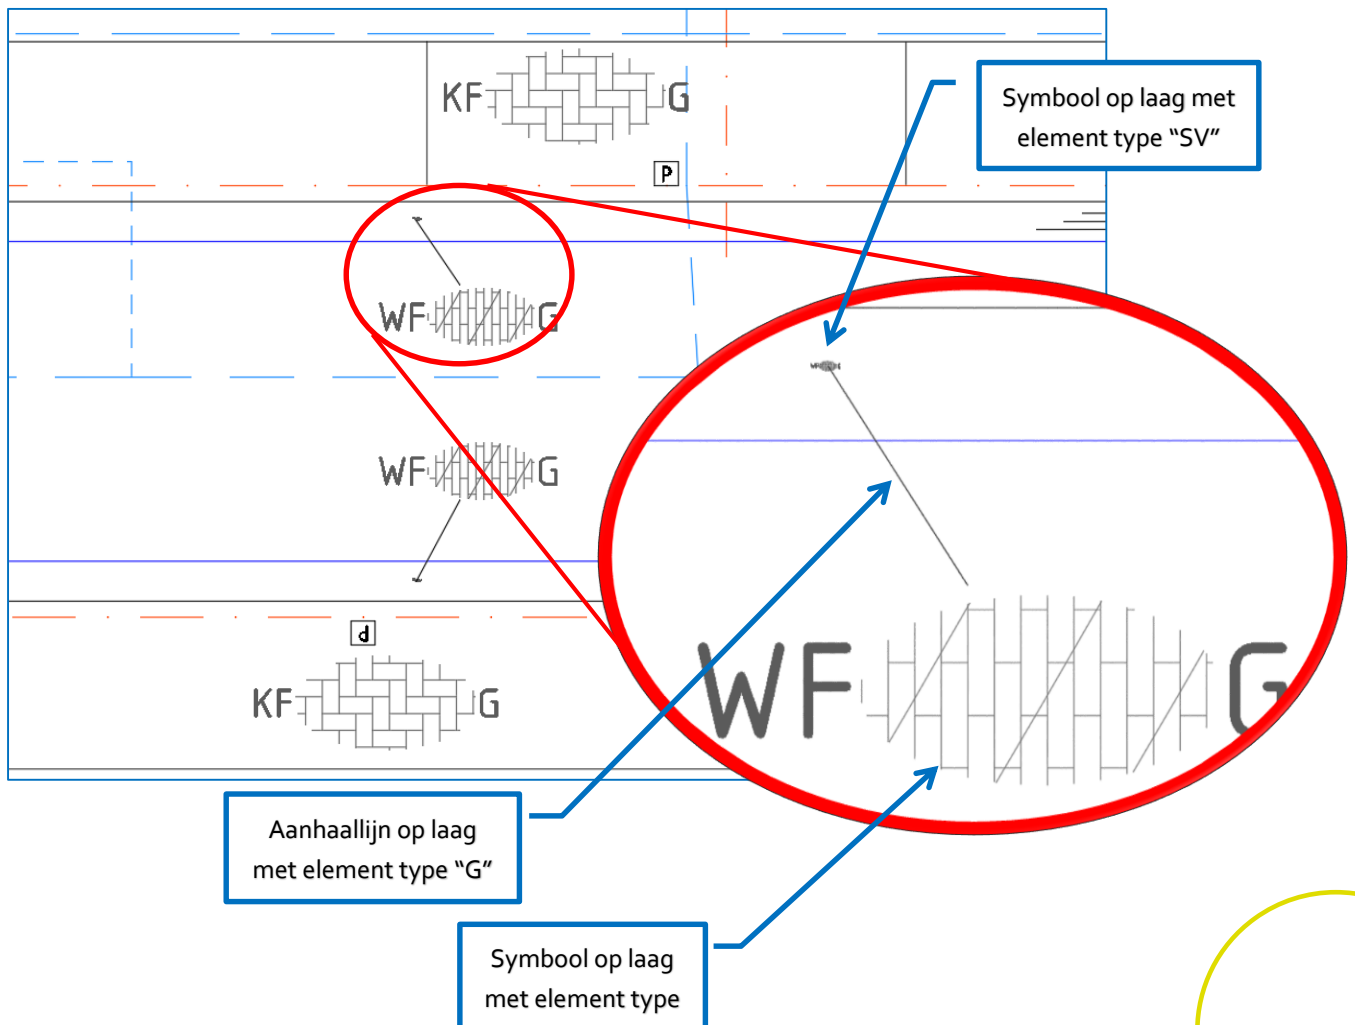 KF G
Symbool op laag met
element type “SV”
P
WF G
WF G
WF G
d
KF G
Aanhaallijn op laag
met element type “G”
Symbool op laag
met element type